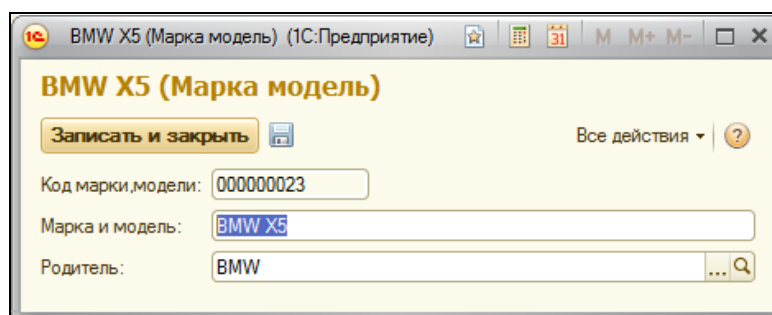 1С BMW X5 (Марка модель) (1С:Предприятие) 31 M M+ M-
BMW X5 (Марка модель)
Записать и закрыть Все действия ?
Код марки,модели: 000000023
Марка и модель: BMW X5
Родитель: BMW ...